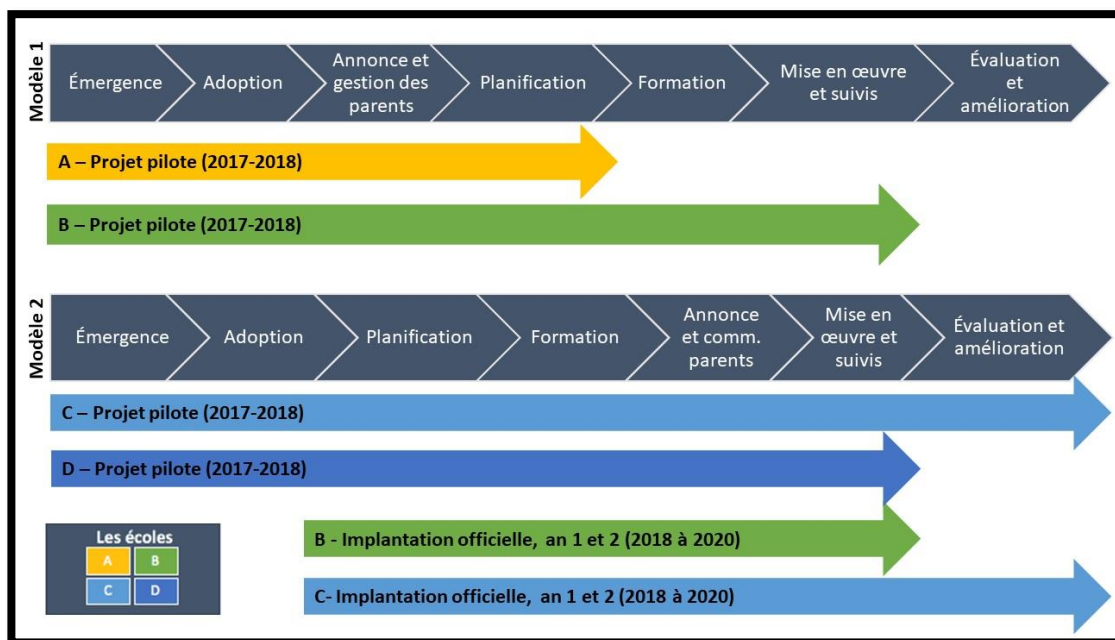 Modèle 1
Émergence
Adoption
Annonce et
gestion des
parents
Planification
Formation
Mise en œuvre
et suivis
Évaluation
et
amélioration
A – Projet pilote (2017-2018)
B – Projet pilote (2017-2018)
Modèle 2
Émergence
Adoption
Planification
Formation
Annonce
et comm.
parents
Mise en
œuvre et
suivis
Évaluation et
amélioration
C – Projet pilote (2017-2018)
D – Projet pilote (2017-2018)
Les écoles
A
B
C
D
B - Implantation officielle, an 1 et 2 (2018 à 2020)
C- Implantation officielle, an 1 et 2 (2018 à 2020)